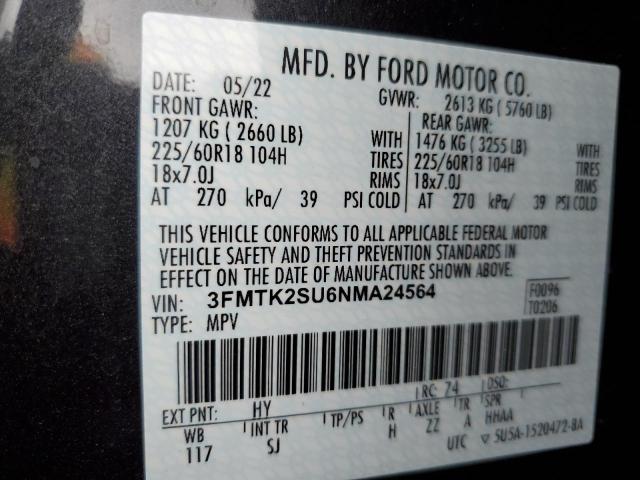 MFD. BY FORD MOTOR CO.
DATE: 05/22 GVWR: 2613 KG ( 5760 LB)
FRONT GAWR: REAR GAWR:
1207 KG ( 2660 LB) WITH 1476 KG ( 3255 LB) WITH
225/60R18 104H TIRES 225/60R18 104H TIRES
18x7.0J RIMS 18x7.0J RIMS
AT 270 kPa/ 39 PSI COLD AT 270 kPa/ 39 PSI COLD
THIS VEHICLE CONFORMS TO ALL APPLICABLE FEDERAL MOTOR
VEHICLE SAFETY AND THEFT PREVENTION STANDARDS IN
EFFECT ON THE DATE OF MANUFACTURE SHOWN ABOVE.
VIN: 3FMTK2SU6NMA24564 F0096
TYPE: MPV T0206
RC: 74 DSO:
EXT PNT: HY
WB INT TR TP/PS R AXLE TR SPR
117 SJ H ZZ A HHAA
UTC 5U5A-1520472-BA